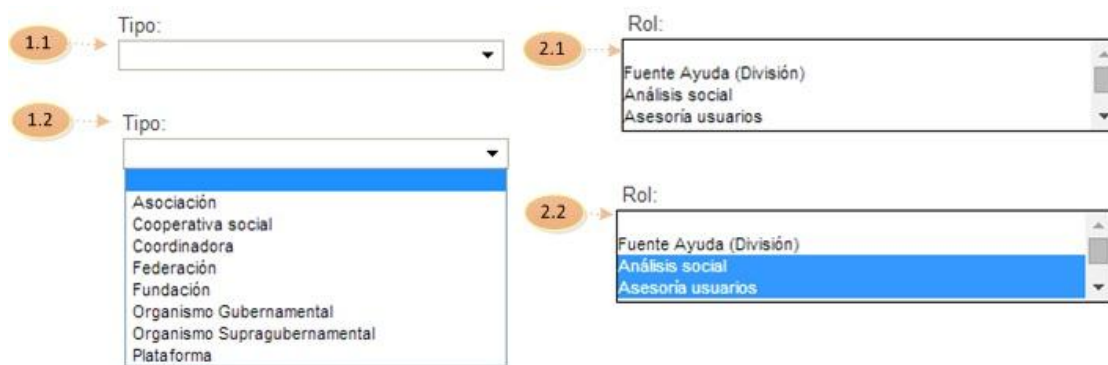 1.1
Tipo:
1.2
Tipo:
Asociación
Cooperativa social
Coordinadora
Federación
Fundación
Organismo Gubernamental
Organismo Supragubernamental
Plataforma
2.1
Rol:
Fuente Ayuda (División)
Análisis social
Asesoría usuarios
2.2
Rol:
Fuente Ayuda (División)
Análisis social
Asesoría usuarios